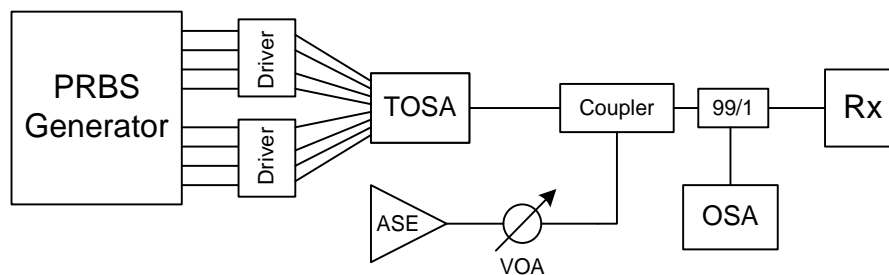 PRBS
Generator
Driver
Driver
TOSA
Coupler
99/1
Rx
ASE
VOA
OSA